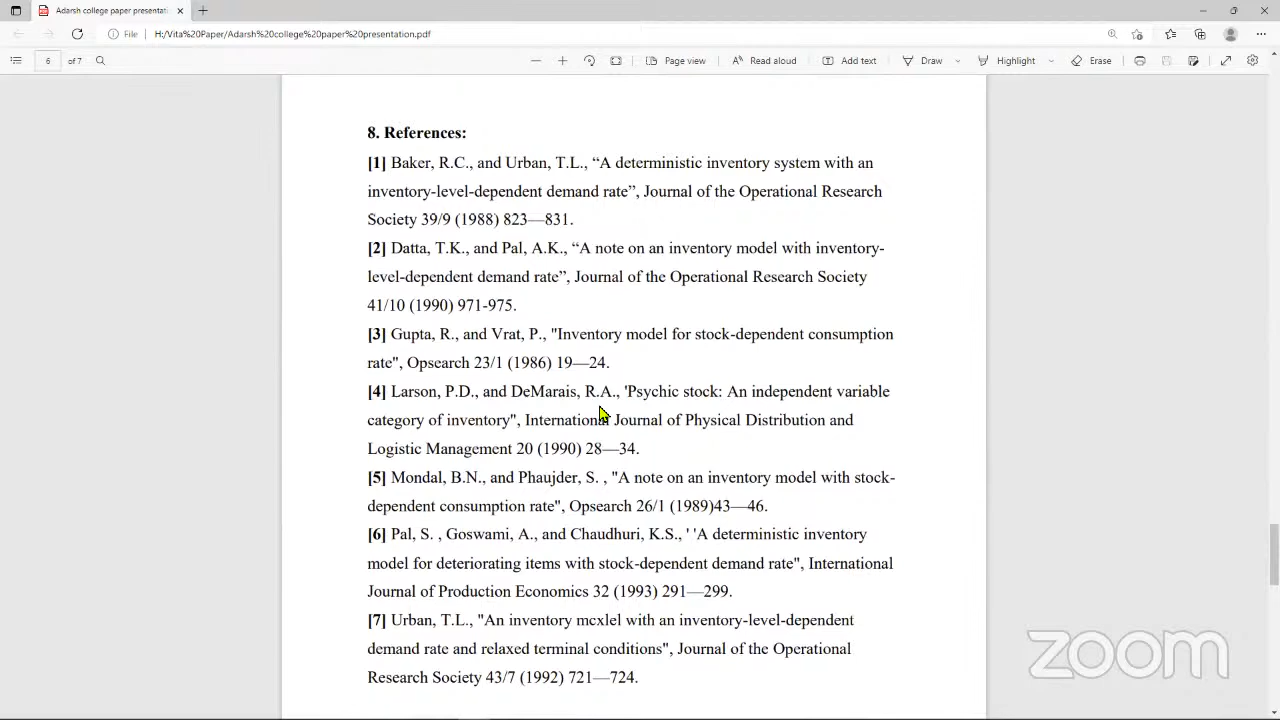 Adarsh college paper presentati
File
H:/Vita%20Paper/Adarsh%20college%20paper%20presentation.pdf
6
of 7
Page view
Read aloud
Add text
Draw
Highlight
Erase
8. References:
[1] Baker, R.C., and Urban, T.L., “A deterministic inventory system with an
inventory-level-dependent demand rate”, Journal of the Operational Research
Society 39/9 (1988) 823—831.
[2] Datta, T.K., and Pal, A.K., “A note on an inventory model with inventory-
level-dependent demand rate”, Journal of the Operational Research Society
41/10 (1990) 971-975.
[3] Gupta, R., and Vrat, P., "Inventory model for stock-dependent consumption
rate", Opsearch 23/1 (1986) 19—24.
[4] Larson, P.D., and DeMarais, R.A., 'Psychic stock: An independent variable
category of inventory", International Journal of Physical Distribution and
Logistic Management 20 (1990) 28—34.
[5] Mondal, B.N., and Phaujder, S. , "A note on an inventory model with stock-
dependent consumption rate", Opsearch 26/1 (1989)43—46.
[6] Pal, S. , Goswami, A., and Chaudhuri, K.S., ' 'A deterministic inventory
model for deteriorating items with stock-dependent demand rate", International
Journal of Production Economics 32 (1993) 291—299.
[7] Urban, T.L., "An inventory mcxlel with an inventory-level-dependent
demand rate and relaxed terminal conditions", Journal of the Operational
Research Society 43/7 (1992) 721—724.
zoom